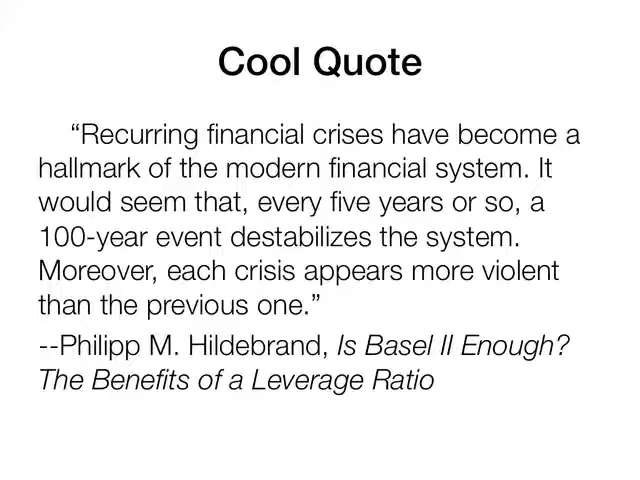 Cool Quote
“Recurring financial crises have become a
hallmark of the modern financial system. It
would seem that, every five years or so, a
100-year event destabilizes the system.
Moreover, each crisis appears more violent
than the previous one.”
--Philipp M. Hildebrand, Is Basel II Enough?
The Benefits of a Leverage Ratio